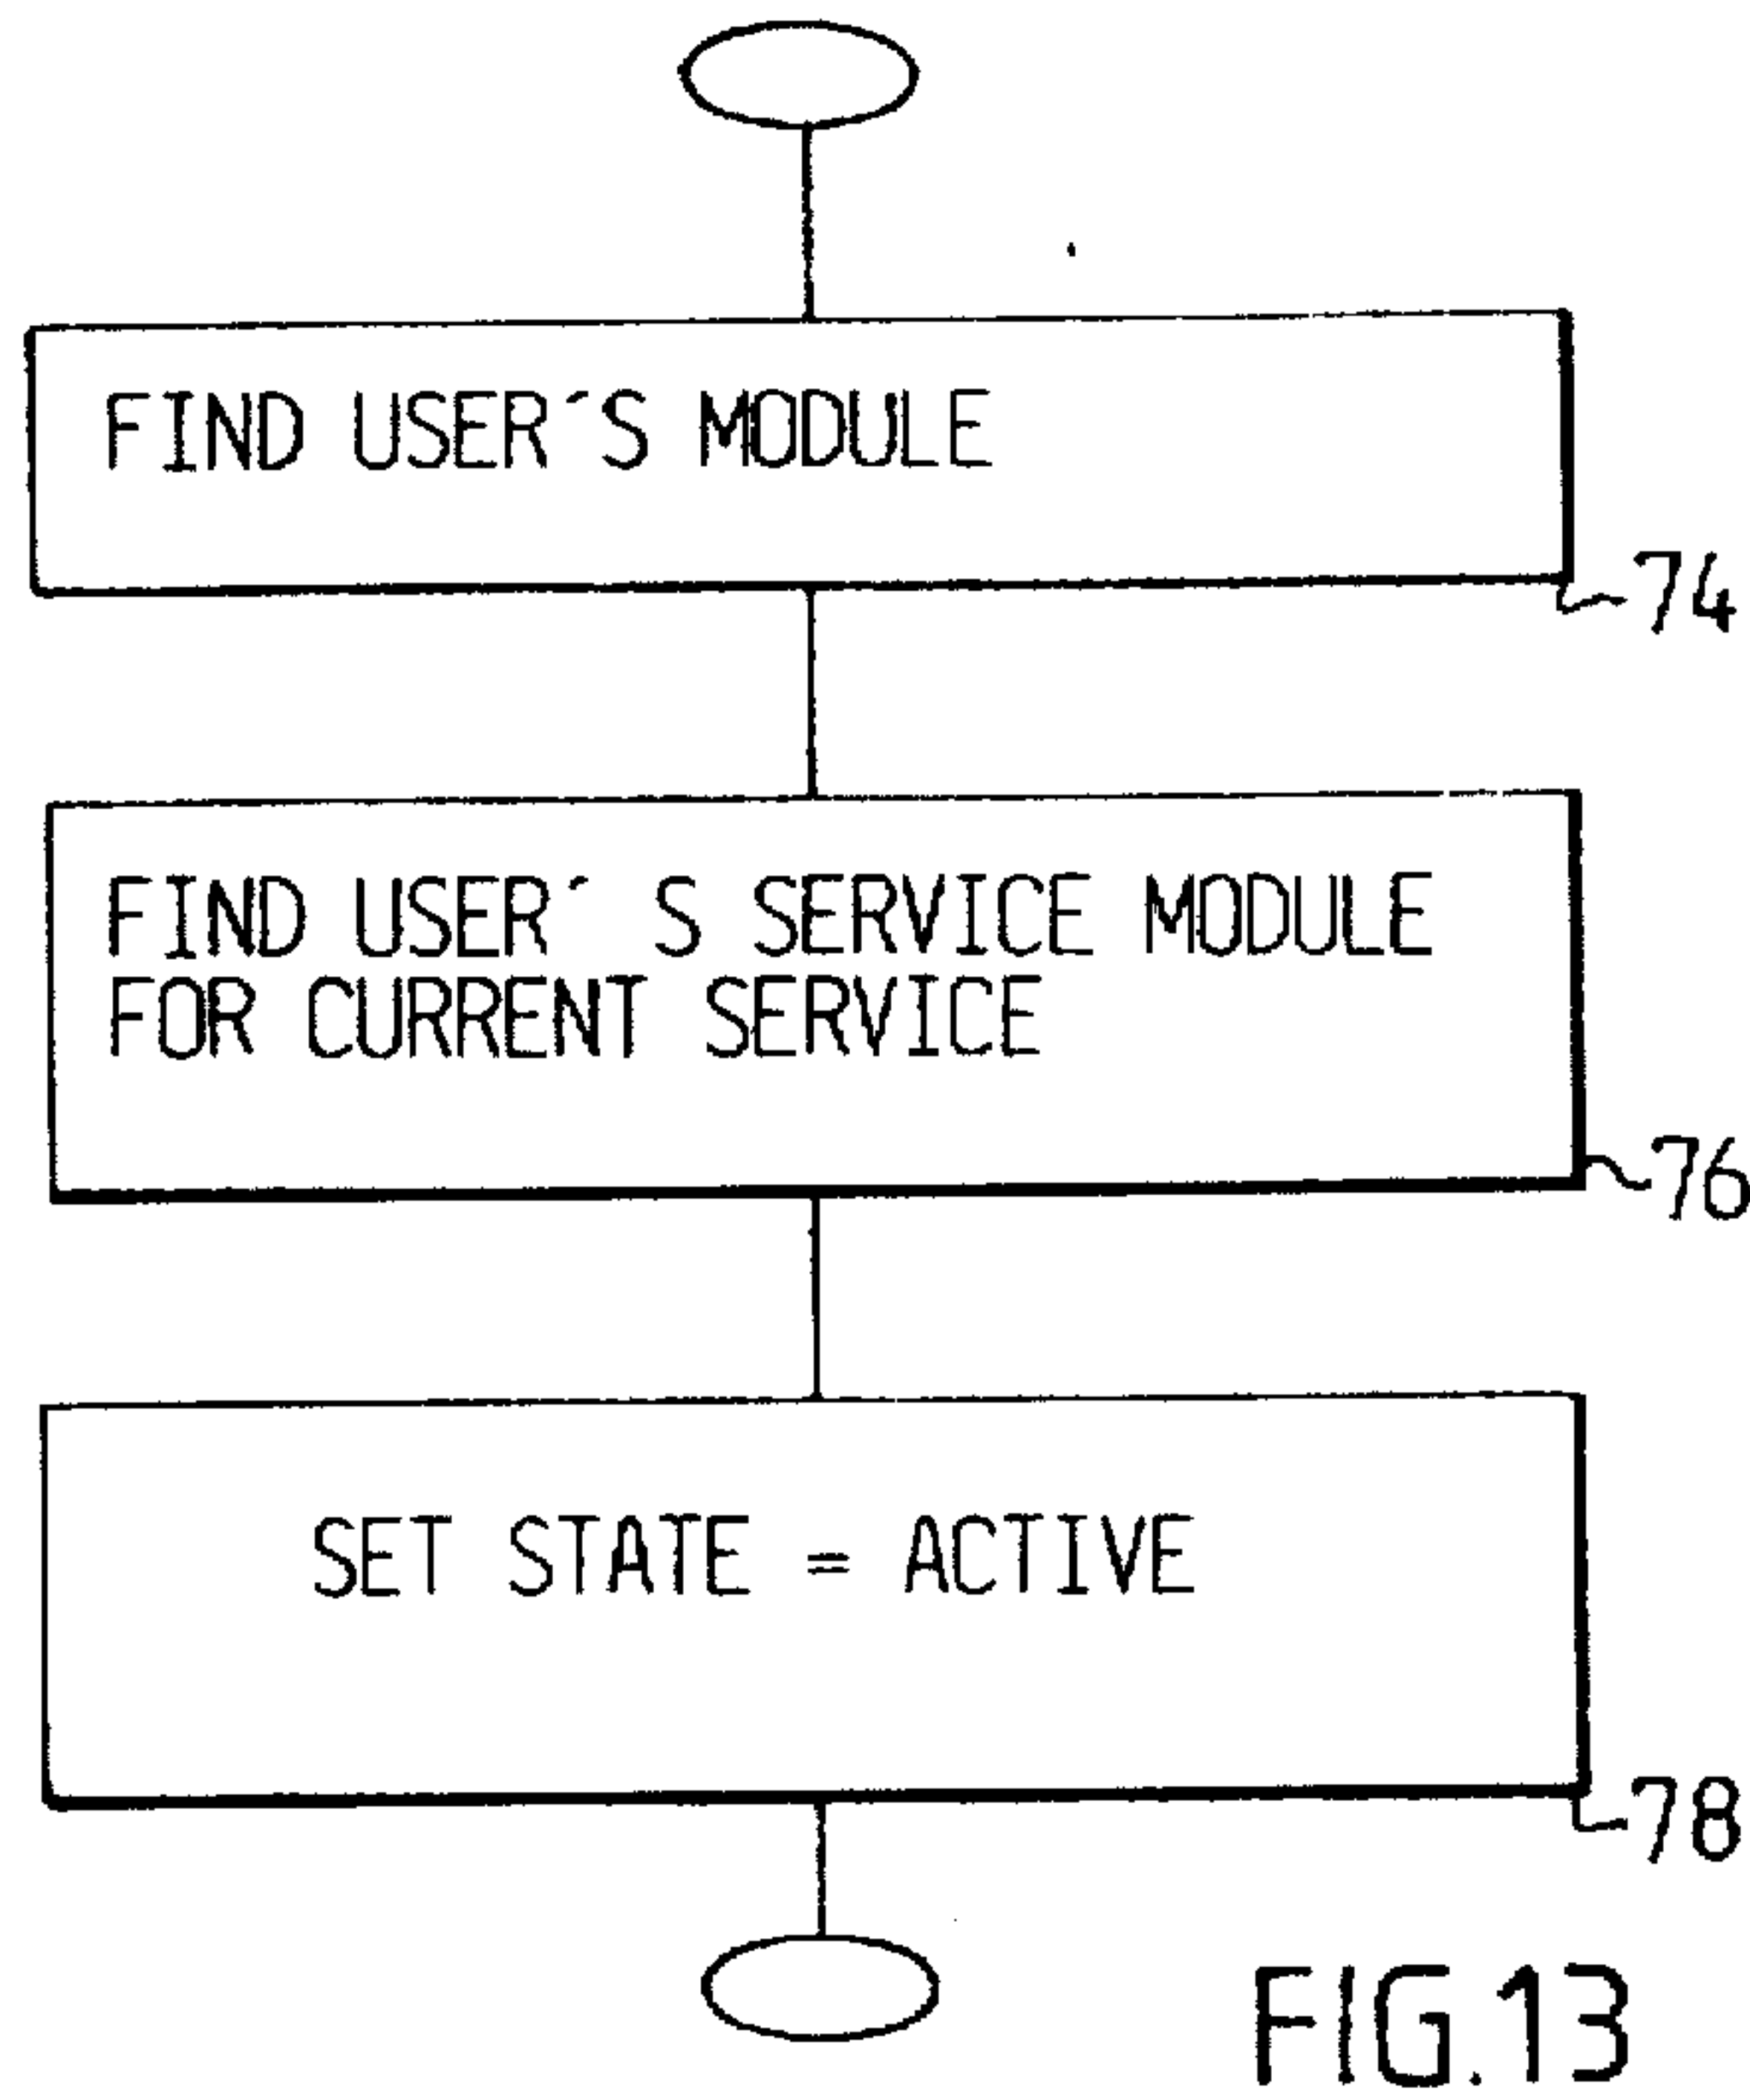 FIND USER´S MODULE
74
FIND USER´ S SERVICE MODULE
FOR CURRENT SERVICE
76
SET STATE = ACTIVE
78
FIG.13